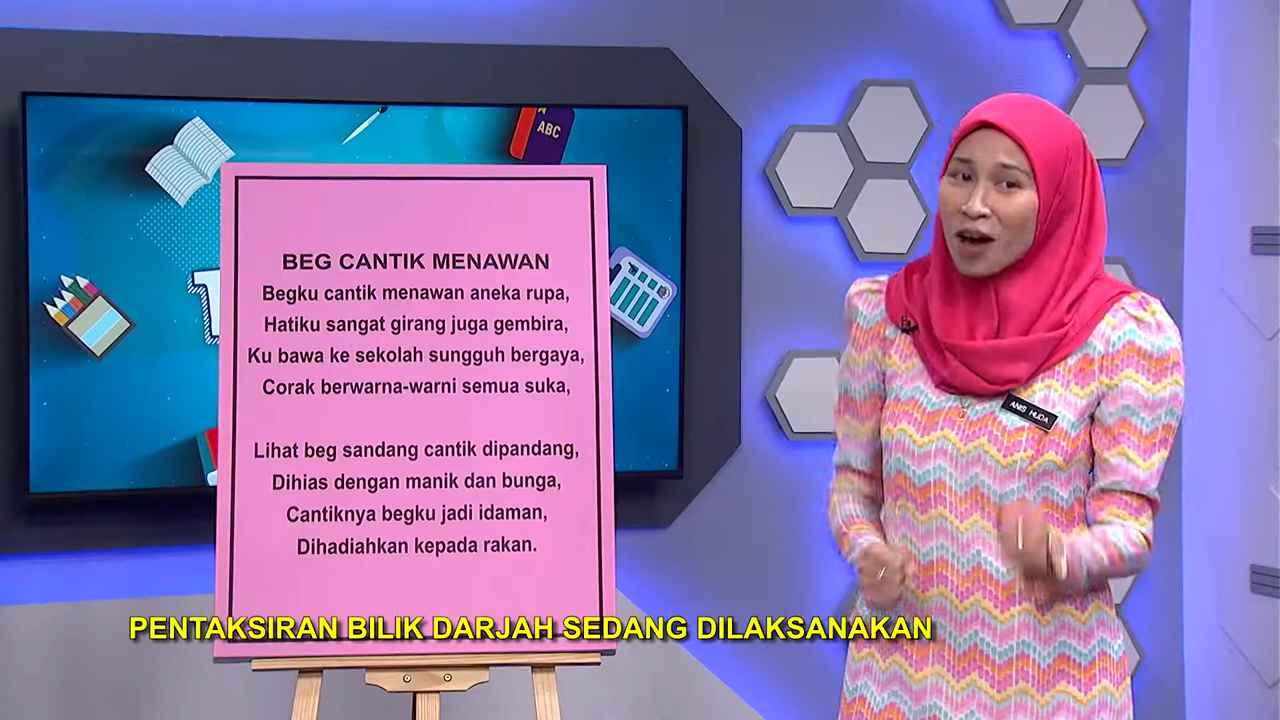 ABC
BEG CANTIK MENAWAN
Begku cantik menawan aneka rupa,
Hatiku sangat girang juga gembira,
Ku bawa ke sekolah sungguh bergaya,
Corak berwarna-warni semua suka,
Lihat beg sandang cantik dipandang,
Dihias dengan manik dan bunga,
Cantiknya begku jadi idaman,
Dihadiahkan kepada rakan.
ANIS HUDA
PENTAKSIRAN BILIK DARJAH SEDANG DILAKSANAKAN